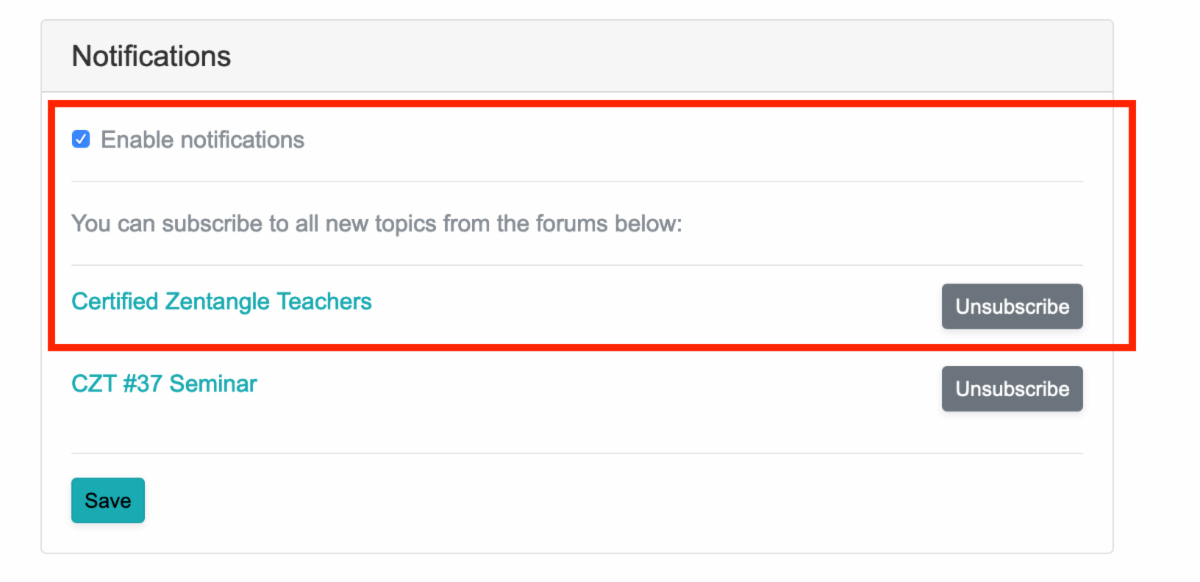 Notifications
Enable notifications
You can subscribe to all new topics from the forums below:
Certified Zentangle Teachers
Unsubscribe
CZT #37 Seminar
Unsubscribe
Save